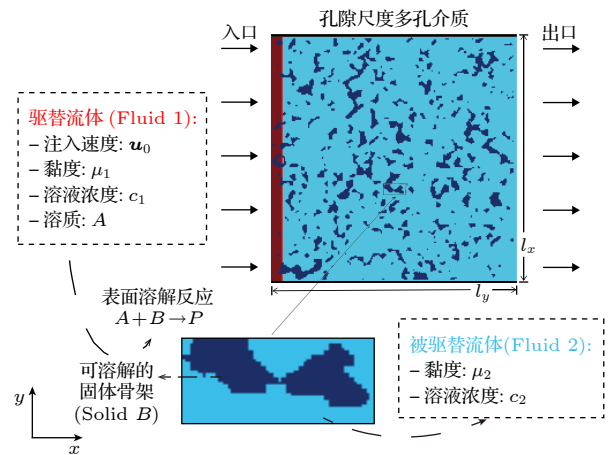 孔隙尺度多孔介质
入口
出口
驱替流体 (Fluid 1):
– 注入速度: u₀
– 黏度: μ₁
– 溶液浓度: c₁
– 溶质: A
l_x
l_y
表面溶解反应
A+B→P
可溶解的
固体骨架
(Solid B)
被驱替流体(Fluid 2):
– 黏度: μ₂
– 溶液浓度: c₂
y
x